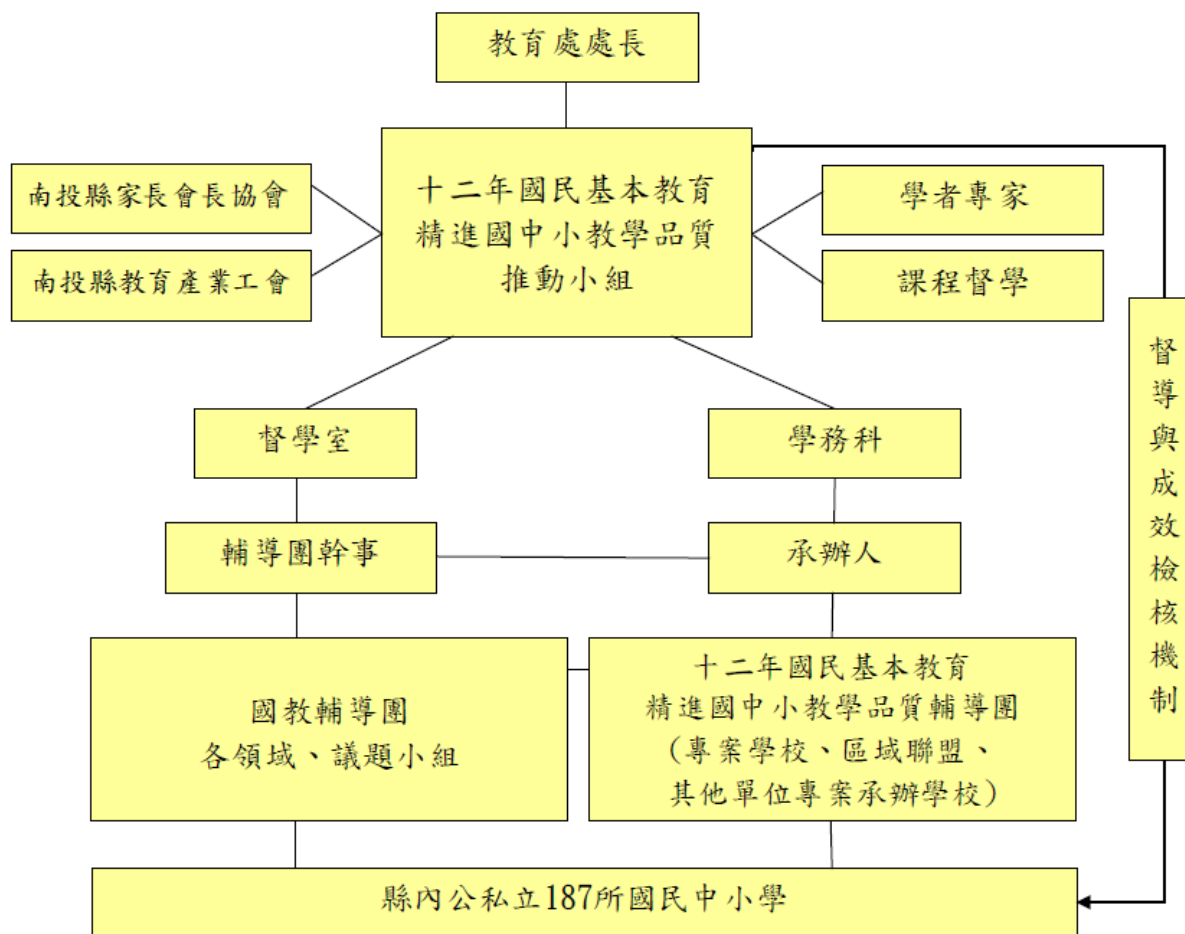 教育處處長
十二年國民基本教育
精進國中小教學品質
推動小組
南投縣家長會長協會
南投縣教育產業工會
學者專家
課程督學
督學室
學務科
輔導團幹事
承辦人
國教輔導團
各領域、議題小組
十二年國民基本教育
精進國中小教學品質輔導團
(專案學校、區域聯盟、
其他單位專案承辦學校)
縣內公私立187所國民中小學
督導與成效檢核機制